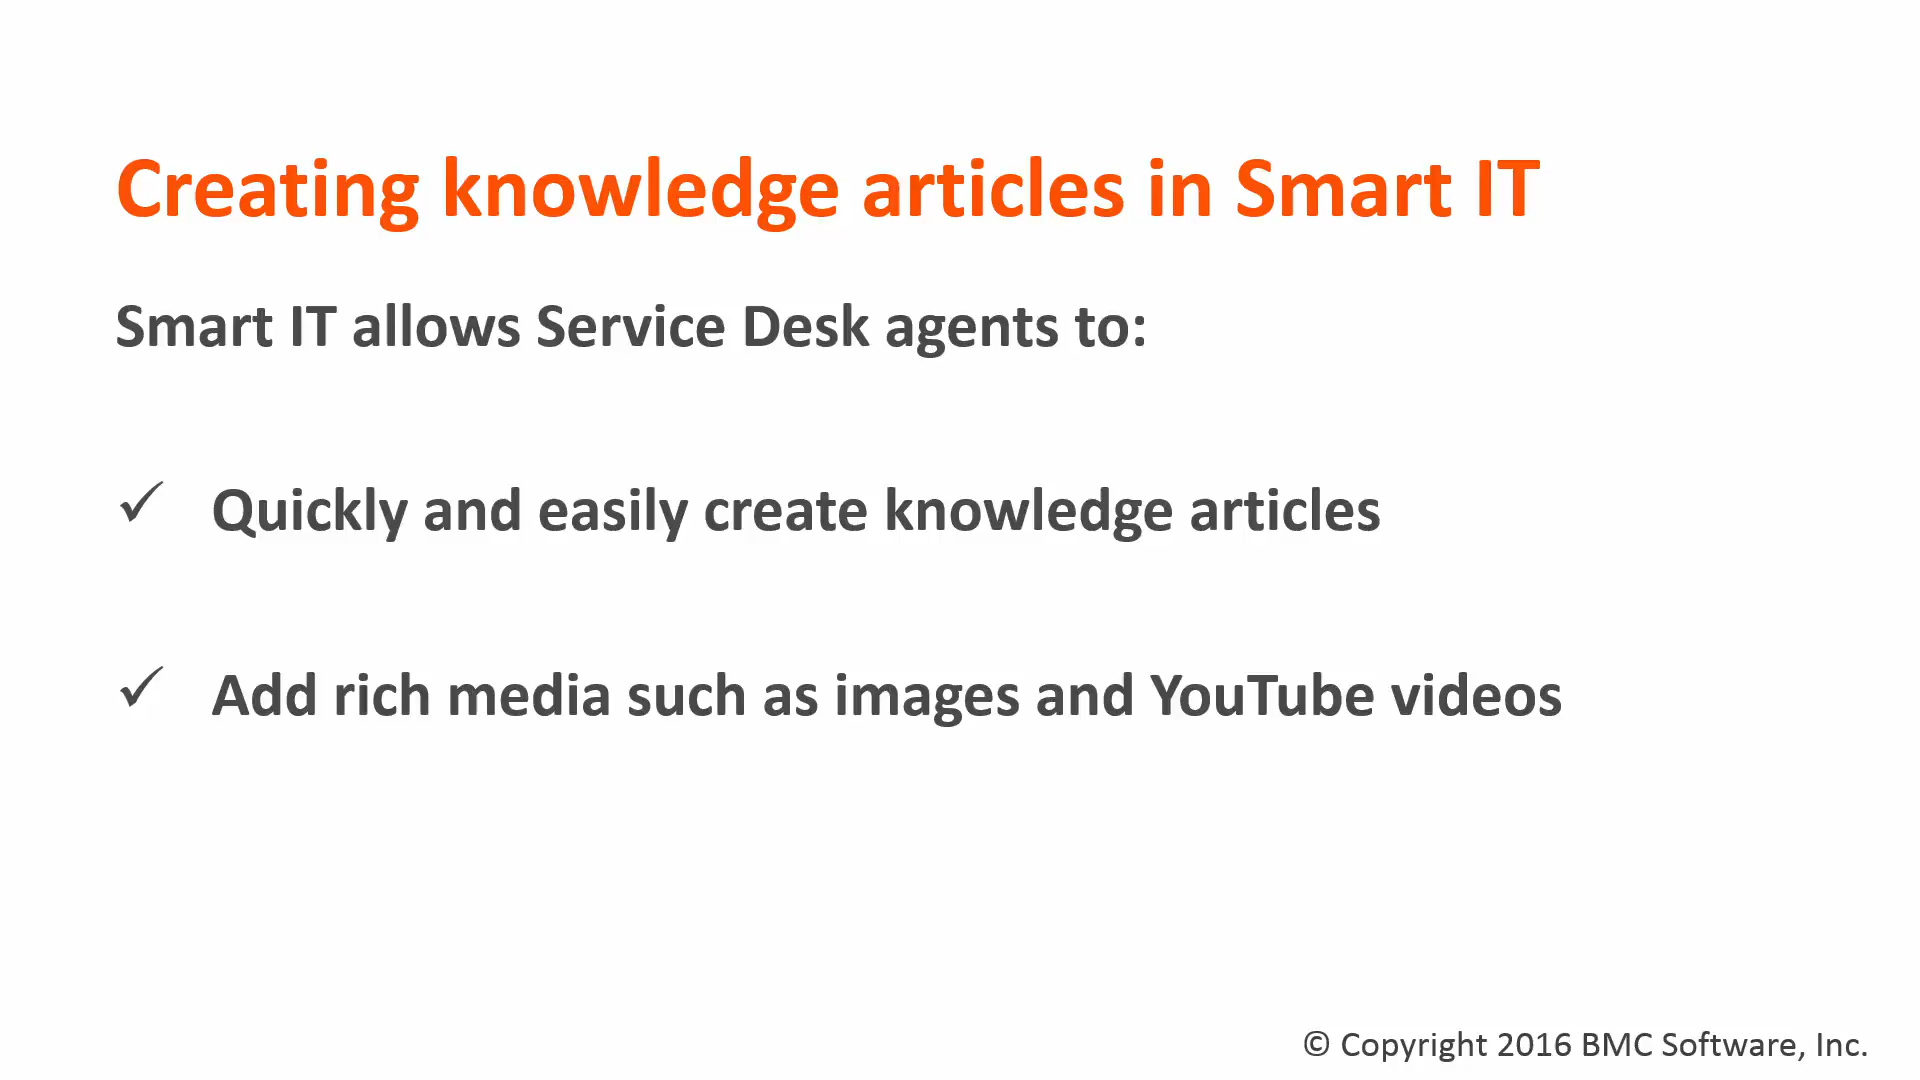 Creating knowledge articles in Smart IT
Smart IT allows Service Desk agents to:
✓ Quickly and easily create knowledge articles
✓ Add rich media such as images and YouTube videos
© Copyright 2016 BMC Software, Inc.